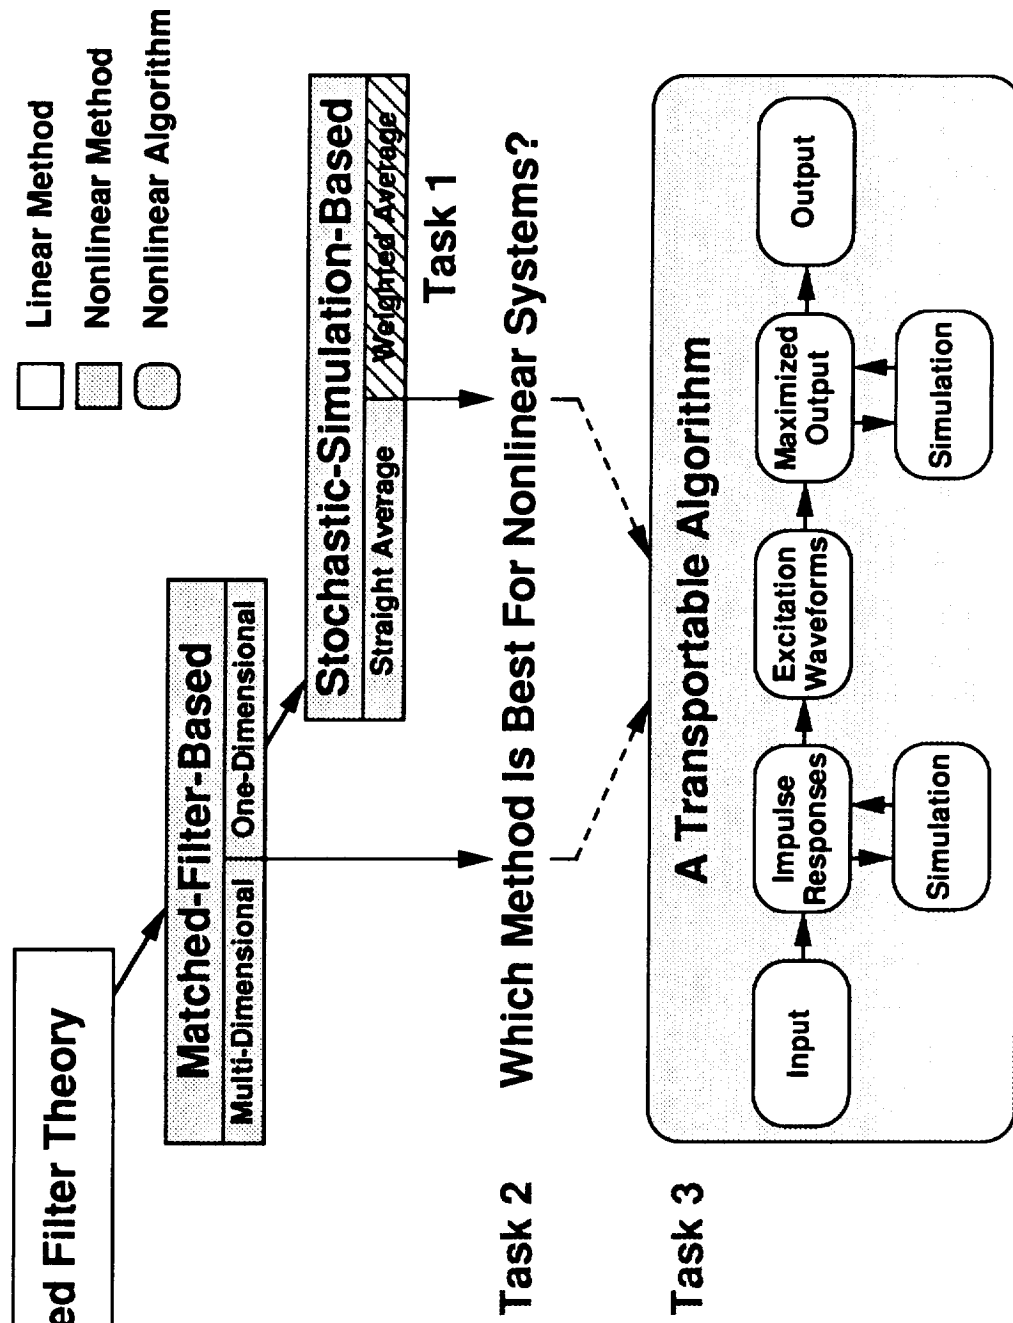 Linear Method
Nonlinear Method
Nonlinear Algorithm
ed Filter Theory
Matched-Filter-Based
Multi-Dimensional
One-Dimensional
Stochastic-Simulation-Based
Straight Average
Weighted Average
Task 1
Task 2
Which Method Is Best For Nonlinear Systems?
Task 3
A Transportable Algorithm
Input
Impulse
Responses
Excitation
Waveforms
Maximized
Output
Output
Simulation
Simulation